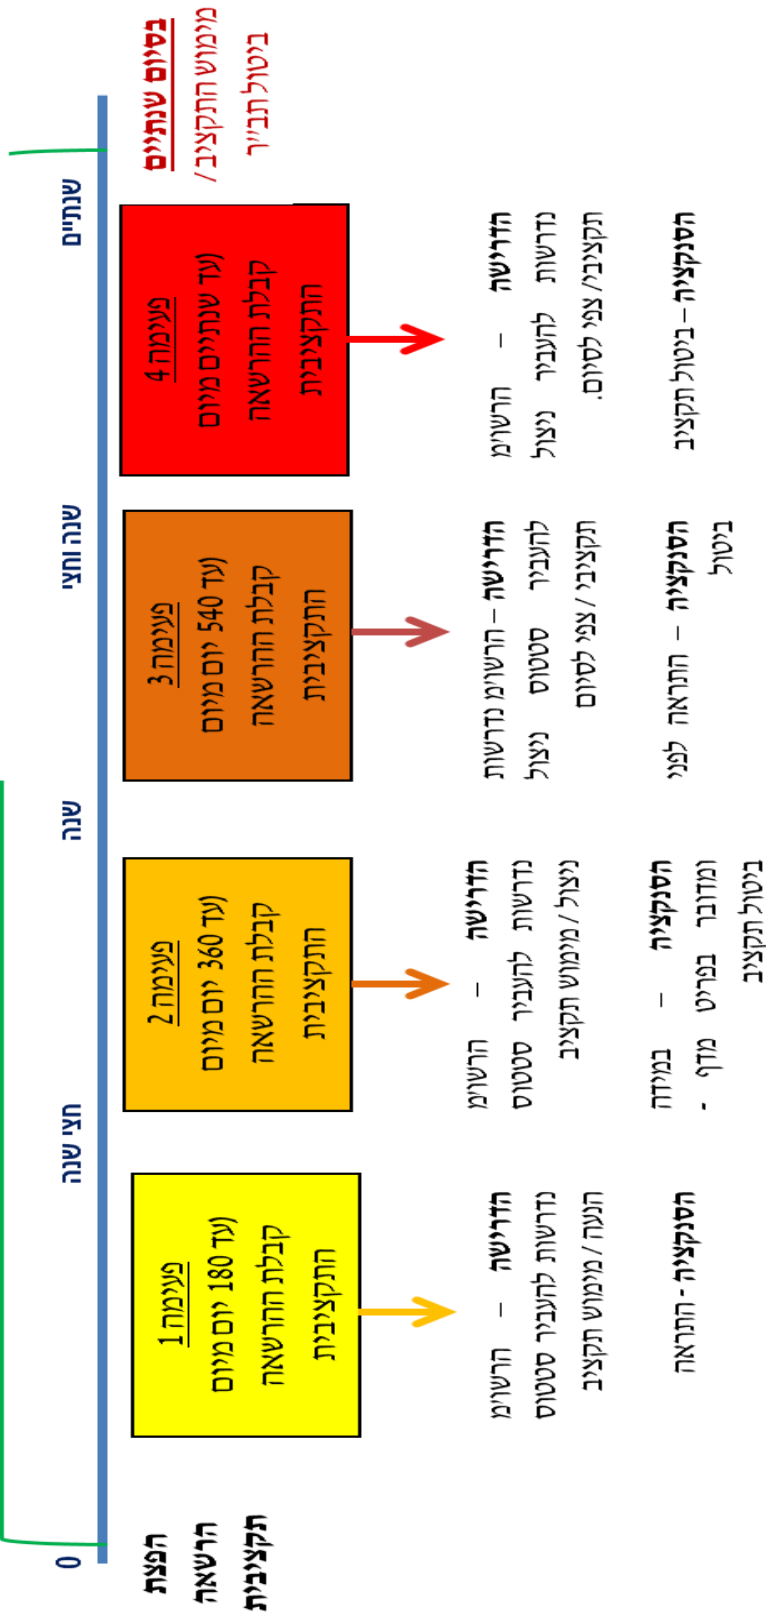 0
חצי שנה
שנה
שנה וחצי
שנתיים
הפצת
הרשאה
תקציבית
פעימה 1
(עד 180 יום מיום
קבלת ההרשאה
התקציבית
פעימה 2
(עד 360 יום מיום
קבלת ההרשאה
התקציבית
פעימה 3
(עד 540 יום מיום
קבלת ההרשאה
התקציבית
פעימה 4
(עד שנתיים מיום
קבלת ההרשאה
התקציבית
בסיום שנתיים
מימוש התקציב /
ביטול תב"ר
הדרישה – הרשויות
נדרשות להעביר סטטוס
הנעה / מימוש תקציב
הסנקציה - התראה
הדרישה – הרשויות
נדרשות להעביר סטטוס
ניצול / מימוש תקציב
הסנקציה – במידה
ומדובר בפריט מדף -
ביטול תקציב
הדרישה – הרשויות נדרשות
להעביר סטטוס ניצול
תקציבי /צפי לסיום
הסנקציה – התראה לפני
ביטול
הדרישה – הרשויות
נדרשות להעביר ניצול
תקציבי/ צפי לסיום.
הסנקציה – ביטול תקציב